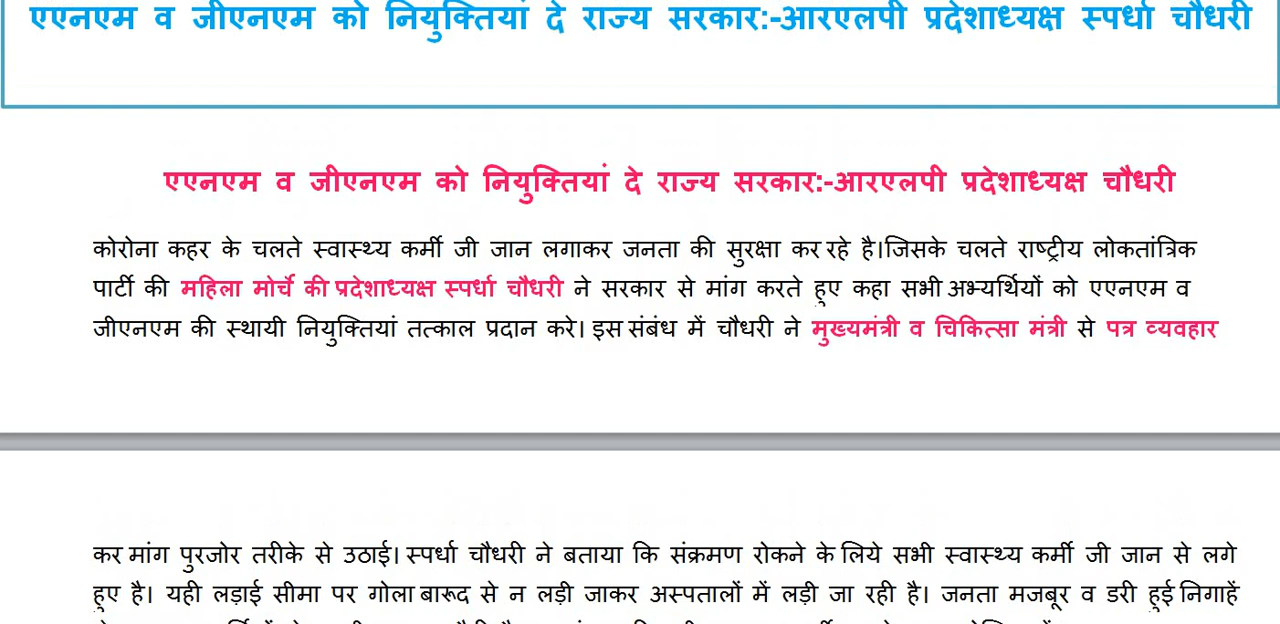 एएनएम व जीएनएम को नियुक्तियां दे राज्य सरकार:-आरएलपी प्रदेशाध्यक्ष स्पर्धा चौधरी
एएनएम व जीएनएम को नियुक्तियां दे राज्य सरकार:-आरएलपी प्रदेशाध्यक्ष चौधरी
कोरोना कहर के चलते स्वास्थ्य कर्मी जी जान लगाकर जनता की सुरक्षा कर रहे है।जिसके चलते राष्ट्रीय लोकतांत्रिक
पार्टी की महिला मोर्चे की प्रदेशाध्यक्ष स्पर्धा चौधरी ने सरकार से मांग करते हुए कहा सभी अभ्यर्थियों को एएनएम व
जीएनएम की स्थायी नियुक्तियां तत्काल प्रदान करे। इस संबंध में चौधरी ने मुख्यमंत्री व चिकित्सा मंत्री से पत्र व्यवहार
कर मांग पुरजोर तरीके से उठाई। स्पर्धा चौधरी ने बताया कि संक्रमण रोकने के लिये सभी स्वास्थ्य कर्मी जी जान से लगे
हुए है। यही लड़ाई सीमा पर गोला बारूद से न लड़ी जाकर अस्पतालों में लड़ी जा रही है। जनता मजबूर व डरी हुई निगाहें